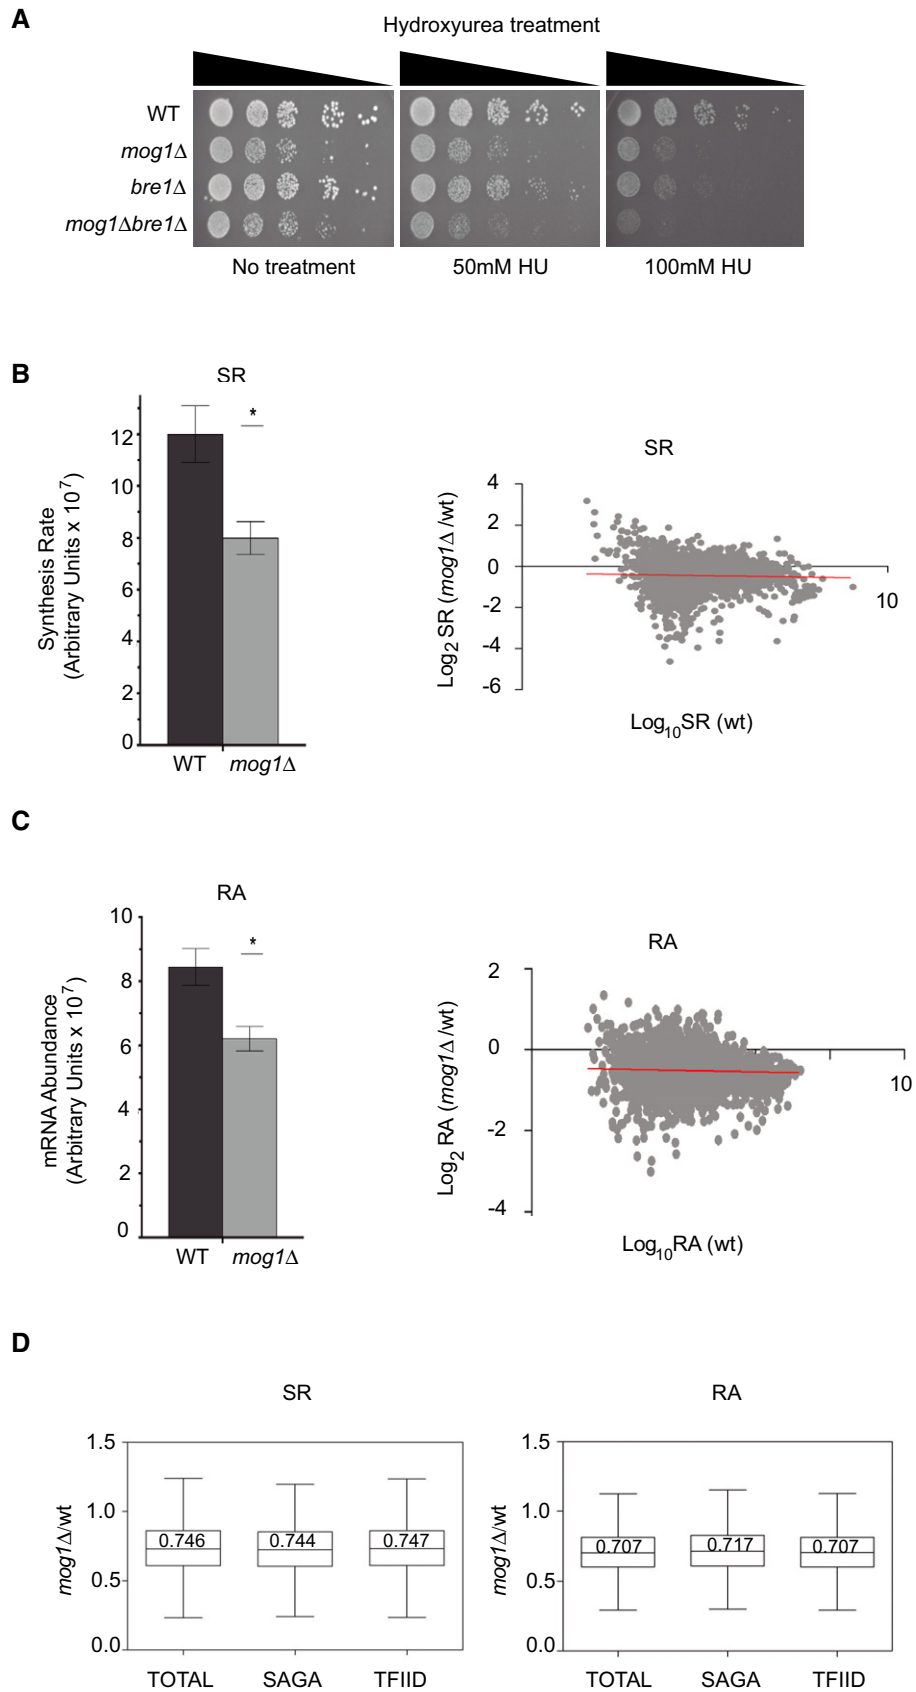 A
Hydroxyurea treatment
WT
mog1Δ
bre1Δ
mog1Δbre1Δ
No treatment
50mM HU
100mM HU
B
SR
Synthesis Rate
(Arbitrary Units x 10⁷)
12
10
8
6
4
2
0
WT
mog1Δ
*
SR
Log₂ SR (mog1Δ/wt)
4
2
0
-2
-4
-6
10
Log₁₀SR (wt)
C
RA
mRNA Abundance
(Arbitrary Units x 10⁷)
10
8
6
4
2
0
WT
mog1Δ
*
RA
Log₂ RA (mog1Δ/wt)
2
0
-2
-4
10
Log₁₀RA (wt)
D
SR
mog1Δ/wt
1.5
1.0
0.5
0.0
0.746
0.744
0.747
TOTAL
SAGA
TFIID
RA
mog1Δ/wt
1.5
1.0
0.5
0.0
0.707
0.717
0.707
TOTAL
SAGA
TFIID